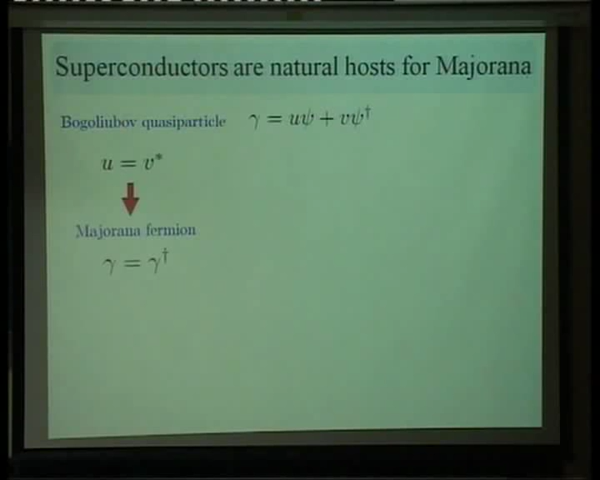 Superconductors are natural hosts for Majorana
Bogoliubov quasiparticle γ = uψ + vψ†
u = v*
Majorana fermion
γ = γ†